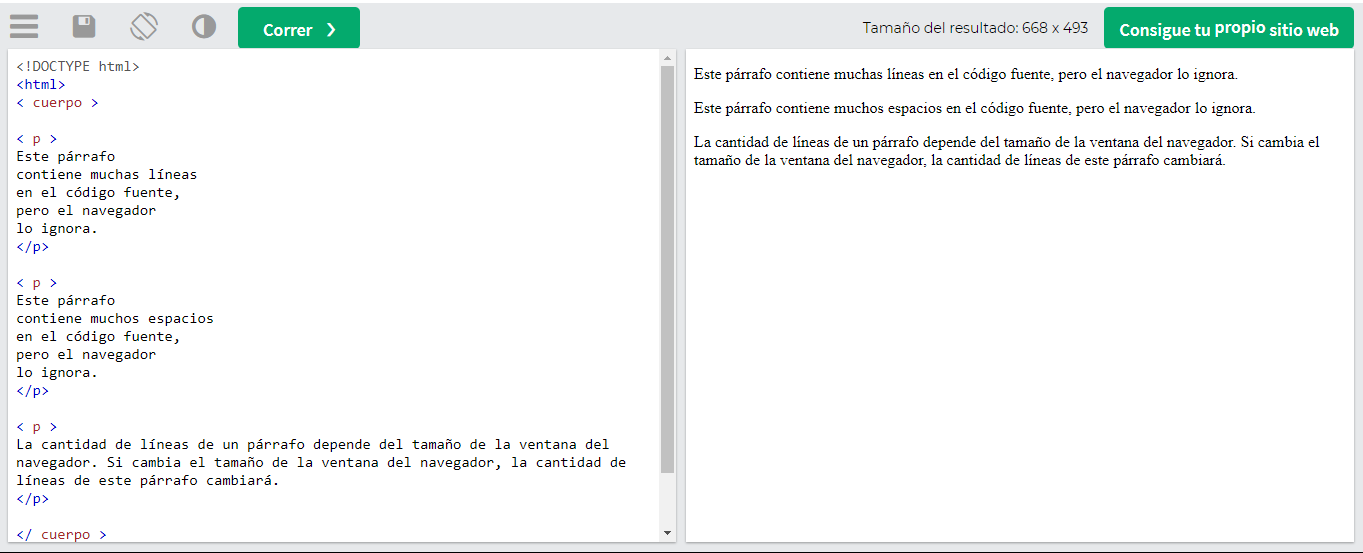 Correr ❯
Tamaño del resultado: 668 x 493
Consigue tu propio sitio web
<!DOCTYPE html>
<html>
< cuerpo >
< p >
Este párrafo
contiene muchas líneas
en el código fuente,
pero el navegador
lo ignora.
</p>
< p >
Este párrafo
contiene muchos espacios
en el código fuente,
pero el navegador
lo ignora.
</p>
< p >
La cantidad de líneas de un párrafo depende del tamaño de la ventana del
navegador. Si cambia el tamaño de la ventana del navegador, la cantidad de
líneas de este párrafo cambiará.
</p>
</ cuerpo >
Este párrafo contiene muchas líneas en el código fuente, pero el navegador lo ignora.
Este párrafo contiene muchos espacios en el código fuente, pero el navegador lo ignora.
La cantidad de líneas de un párrafo depende del tamaño de la ventana del navegador. Si cambia el
tamaño de la ventana del navegador, la cantidad de líneas de este párrafo cambiará.